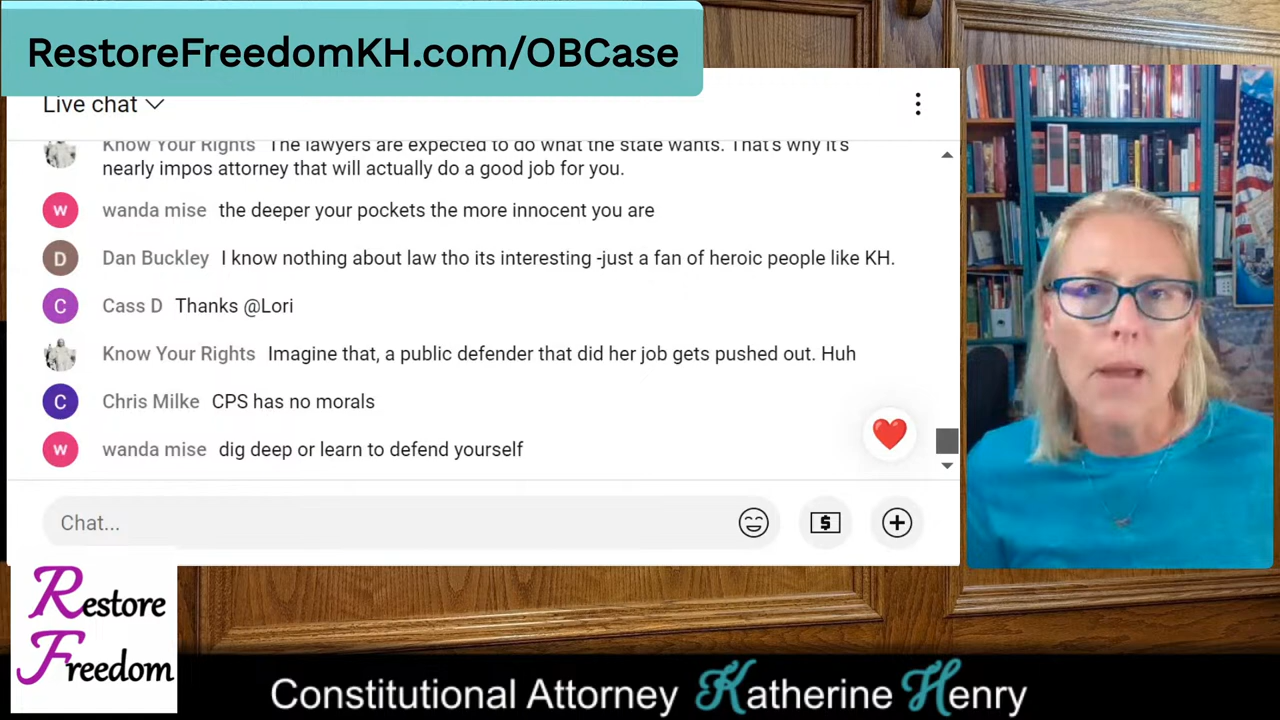 RestoreFreedomKH.com/OBCase
Live chat
Know Your Rights The lawyers are expected to do what the state wants. That's why it's
nearly impos attorney that will actually do a good job for you.
w wanda mise the deeper your pockets the more innocent you are
D Dan Buckley I know nothing about law tho its interesting -just a fan of heroic people like KH.
C Cass D Thanks @Lori
Know Your Rights Imagine that, a public defender that did her job gets pushed out. Huh
C Chris Milke CPS has no morals
w wanda mise dig deep or learn to defend yourself
Chat...
$
Restore
Freedom
Constitutional Attorney Katherine Henry